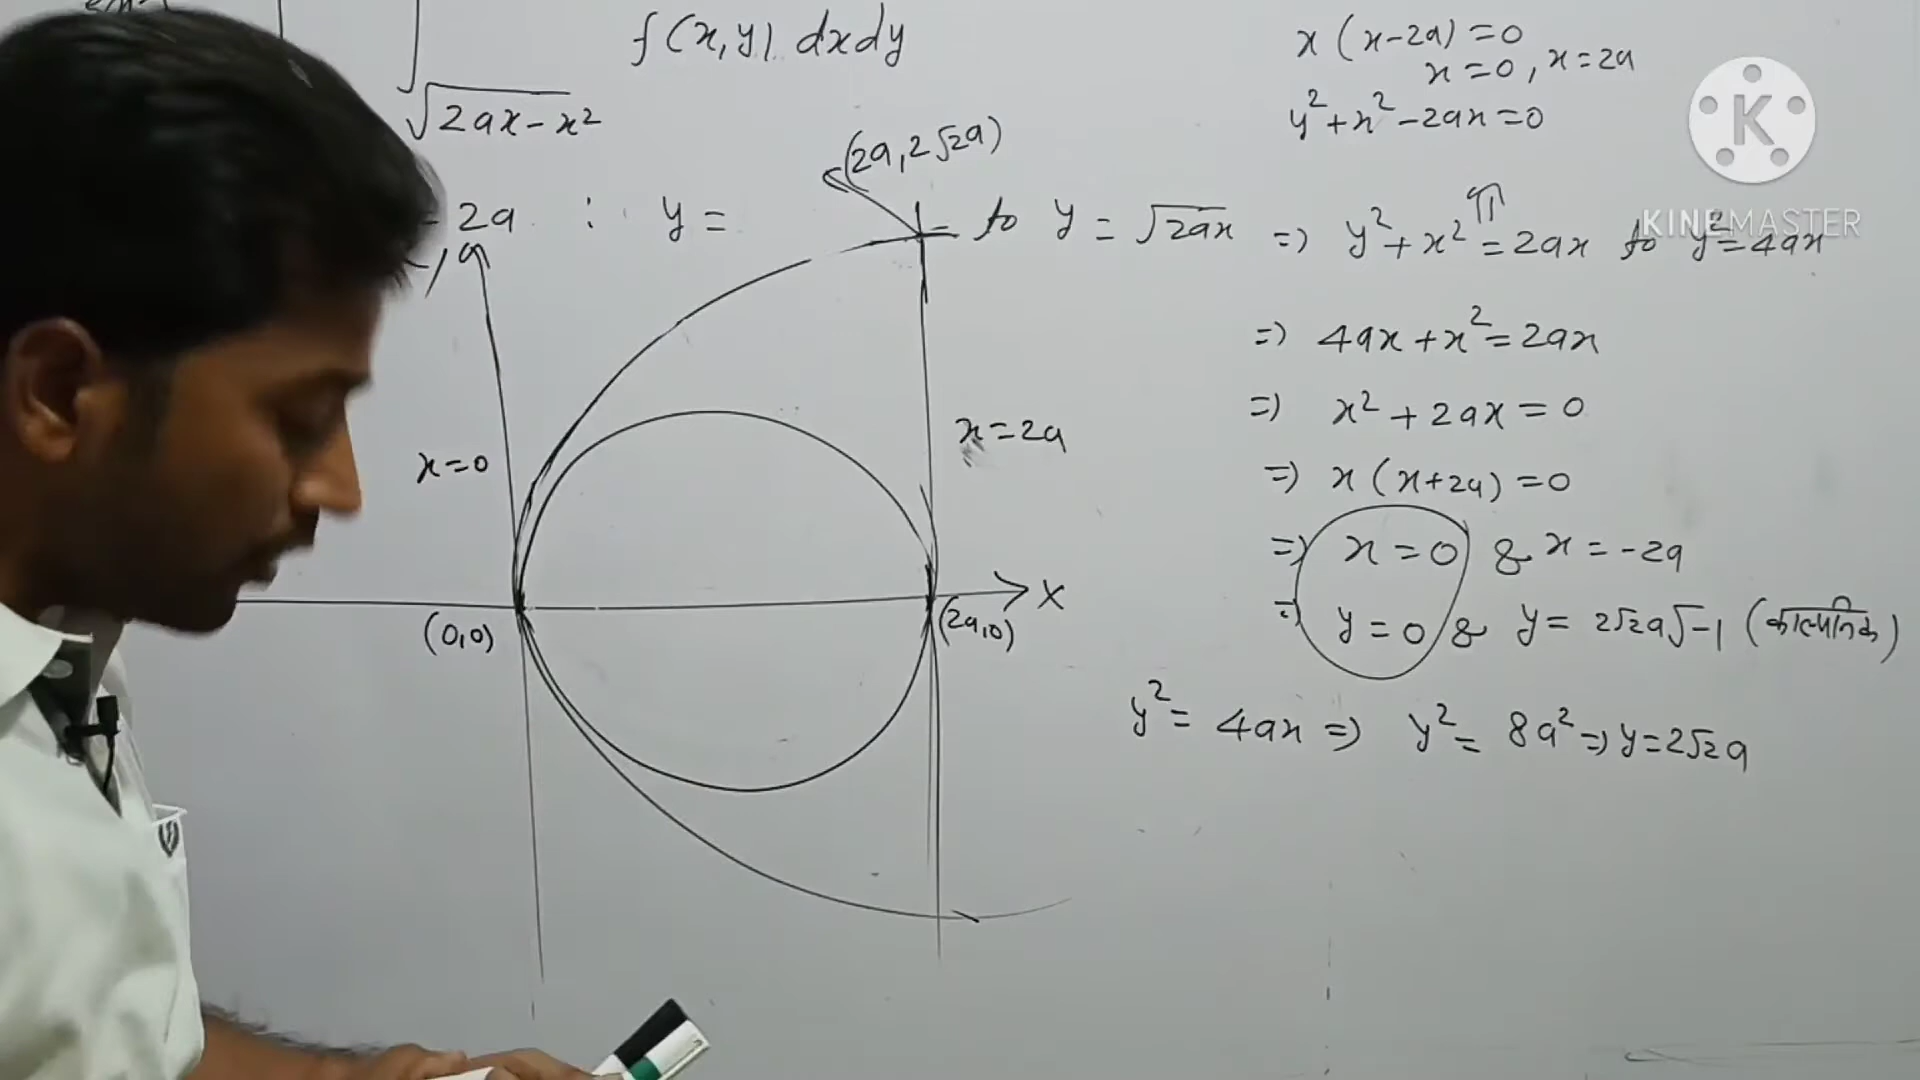 f(x,y) dxdy
√2ax-x²
x(x-2a)=0
x=0, x=2a
y²+x²-2ax=0
K
KINEMASTER
(2a, 2√2a)
2a : y = to y = √2ax => y²+x²=2ax to y²=4ax
π
=> 4ax+x²=2ax
=> x²+2ax=0
=> x(x+2a)=0
=> x=0 & x=-2a
y=0 & y=2√2a√-1 (काल्पनिक)
y²=4ax => y²=8a² => y=2√2a
x=0
x=2a
X
(0,0)
(2a,0)